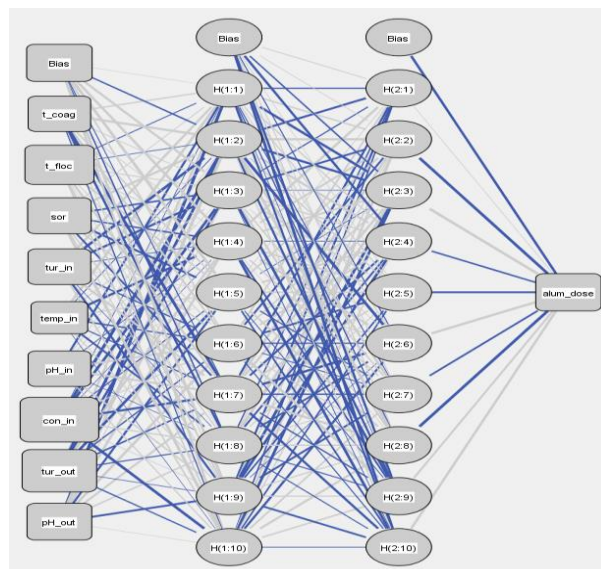 Bias
t_coag
t_floc
sor
tur_in
temp_in
pH_in
con_in
tur_out
pH_out
Bias
H(1:1)
H(1:2)
H(1:3)
H(1:4)
H(1:5)
H(1:6)
H(1:7)
H(1:8)
H(1:9)
H(1:10)
Bias
H(2:1)
H(2:2)
H(2:3)
H(2:4)
H(2:5)
H(2:6)
H(2:7)
H(2:8)
H(2:9)
H(2:10)
alum_dose